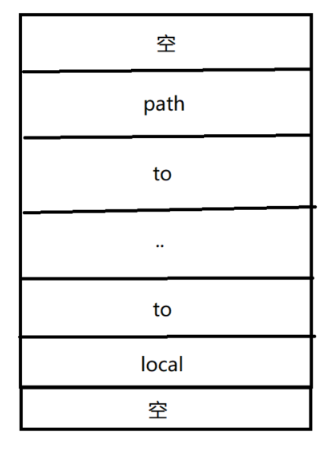 空
path
to
..
to
local
空